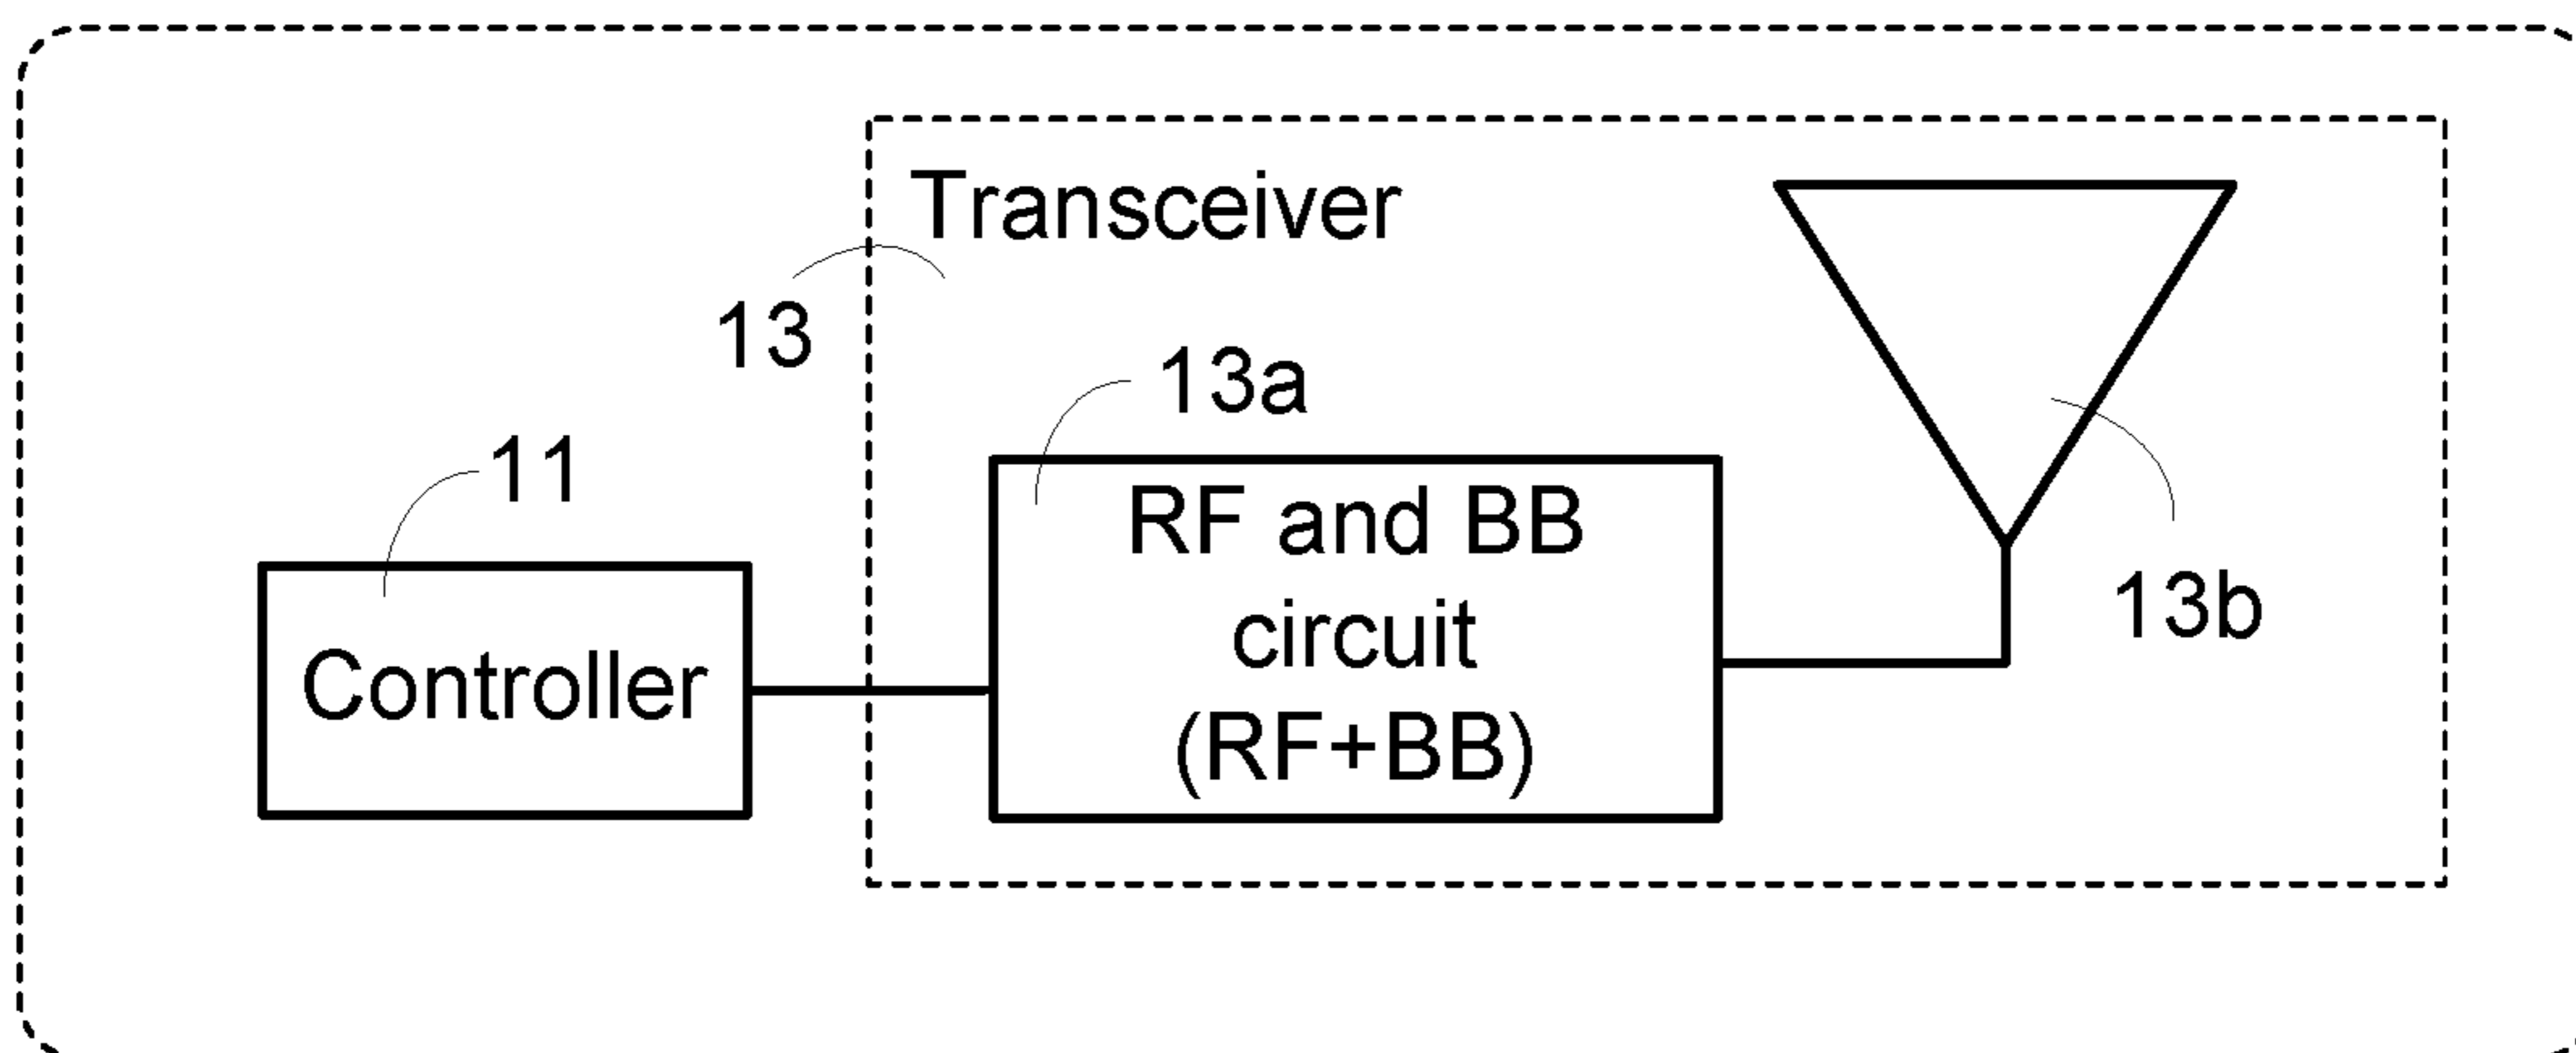 Transceiver
13
13a
11
RF and BB
circuit
(RF+BB)
Controller
13b